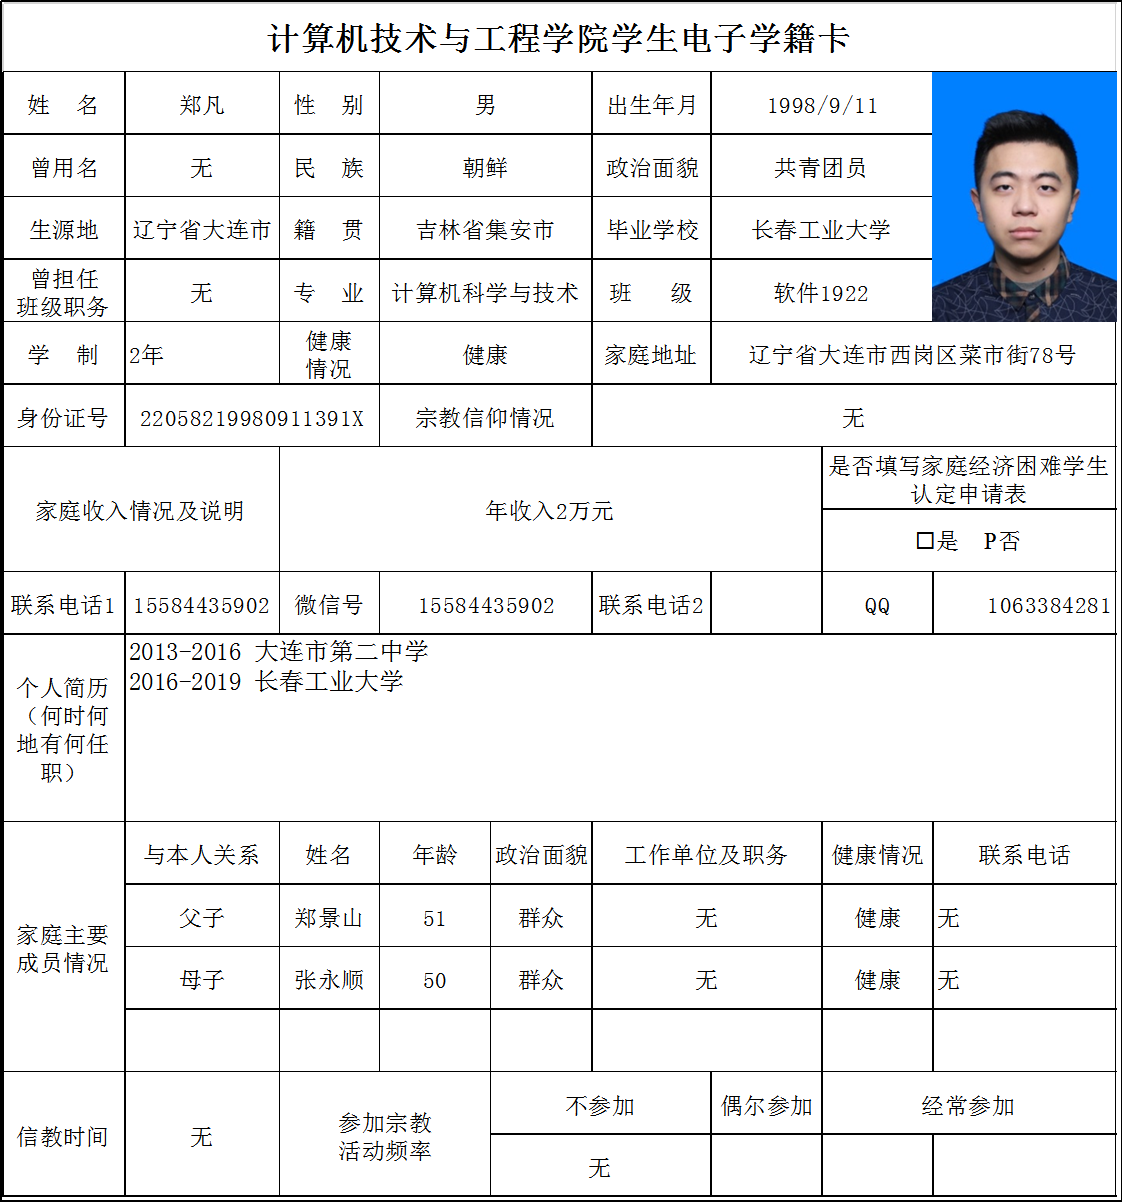 计算机技术与工程学院学生电子学籍卡
姓 名 郑凡 性 别 男 出生年月 1998/9/11
曾用名 无 民 族 朝鲜 政治面貌 共青团员
生源地 辽宁省大连市 籍 贯 吉林省集安市 毕业学校 长春工业大学
曾担任
班级职务 无 专 业 计算机科学与技术 班 级 软件1922
学 制 2年 健康
情况 健康 家庭地址 辽宁省大连市西岗区菜市街78号
身份证号 22058219980911391X 宗教信仰情况 无
家庭收入情况及说明 年收入2万元 是否填写家庭经济困难学生
认定申请表
□是 P否
联系电话1 15584435902 微信号 15584435902 联系电话2 QQ 1063384281
个人简历
（何时何
地有何任
职）
2013-2016 大连市第二中学
2016-2019 长春工业大学
家庭主要
成员情况
与本人关系 姓名 年龄 政治面貌 工作单位及职务 健康情况 联系电话
父子 郑景山 51 群众 无 健康 无
母子 张永顺 50 群众 无 健康 无
信教时间 无 参加宗教
活动频率 不参加 偶尔参加 经常参加
无